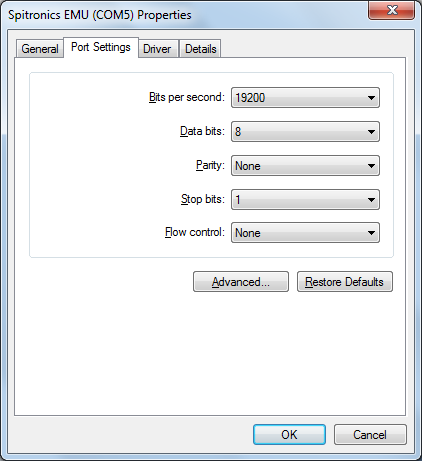 Spitronics EMU (COM5) Properties
General Port Settings Driver Details
Bits per second: 19200
Data bits: 8
Parity: None
Stop bits: 1
Flow control: None
Advanced... Restore Defaults
OK Cancel